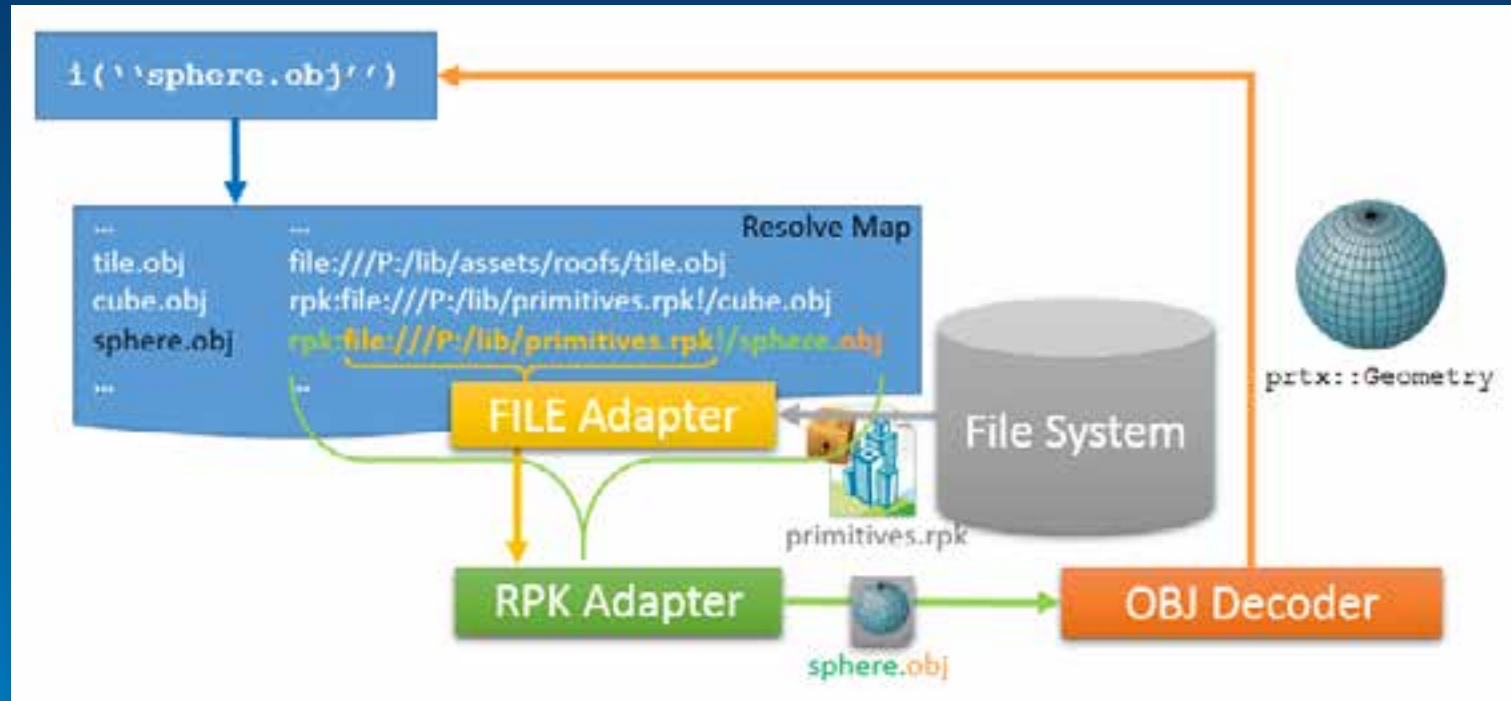 i(``sphere.obj'')
Resolve Map
... ...
tile.obj file:///P:/lib/assets/roofs/tile.obj
cube.obj rpk:file:///P:/lib/primitives.rpk!/cube.obj
sphere.obj rpk:file:///P:/lib/primitives.rpk!/sphere.obj
... ...
FILE Adapter
File System
prtx::Geometry
primitives.rpk
RPK Adapter
OBJ Decoder
sphere.obj